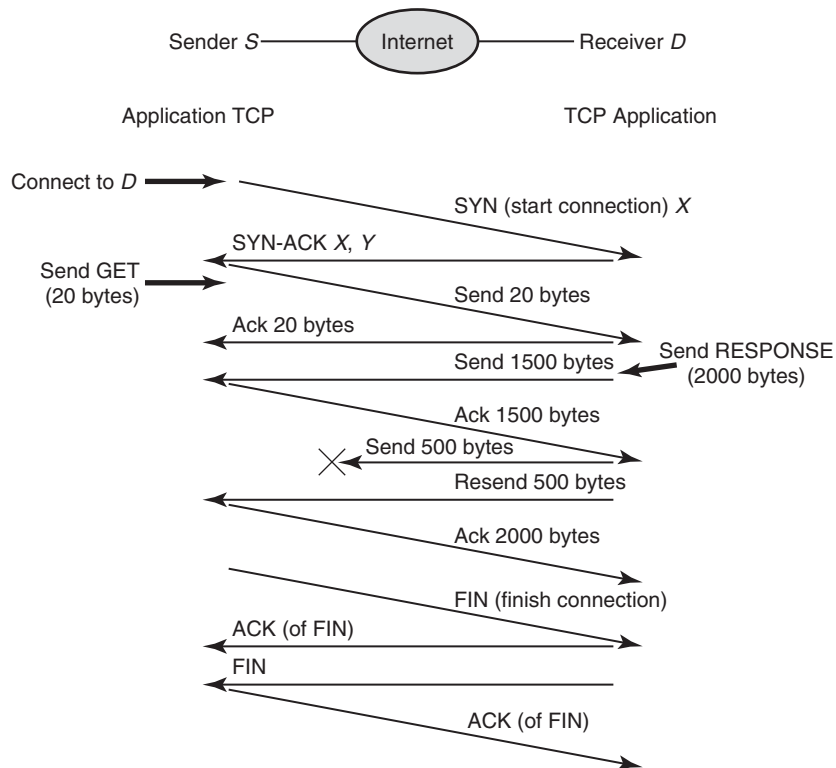 Sender S
Internet
Receiver D
Application TCP
TCP Application
Connect to D
SYN (start connection) X
SYN-ACK X, Y
Send GET
(20 bytes)
Send 20 bytes
Ack 20 bytes
Send 1500 bytes
Send RESPONSE
(2000 bytes)
Ack 1500 bytes
Send 500 bytes
Resend 500 bytes
Ack 2000 bytes
FIN (finish connection)
ACK (of FIN)
FIN
ACK (of FIN)